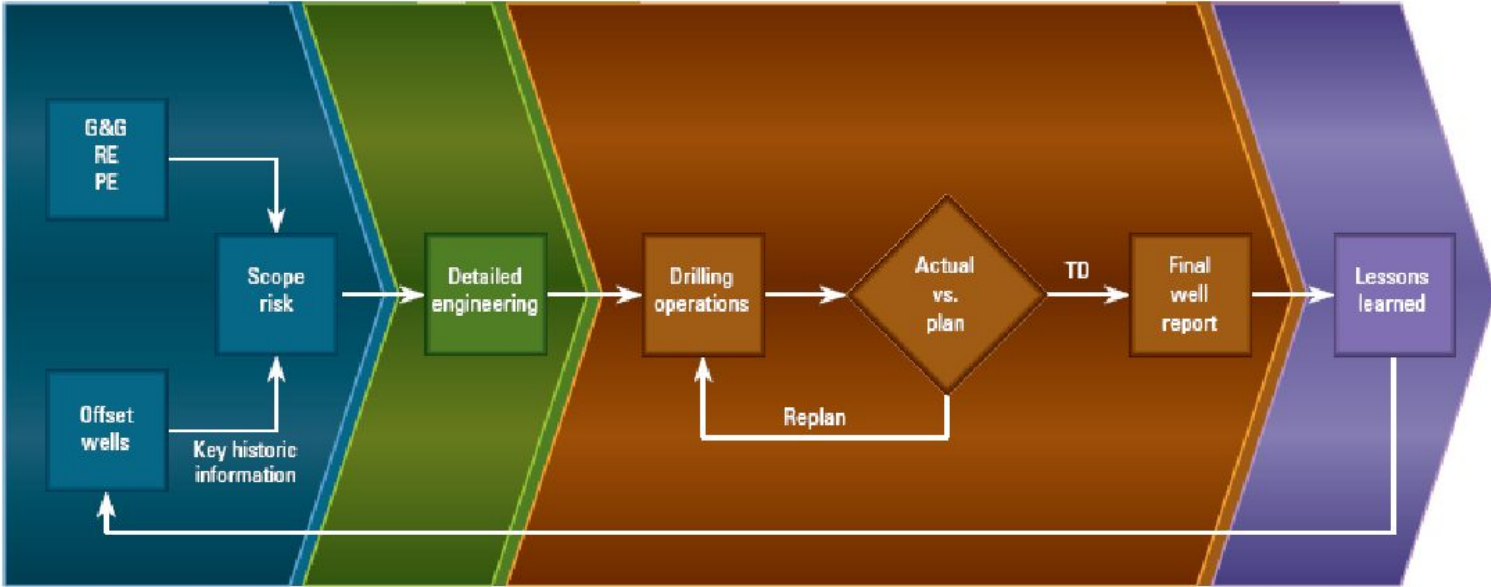 G&G
RE
PE
Scope
risk
Offset
wells
Key historic
information
Detailed
engineering
Drilling
operations
Actual
vs.
plan
Replan
TD
Final
well
report
Lessons
learned